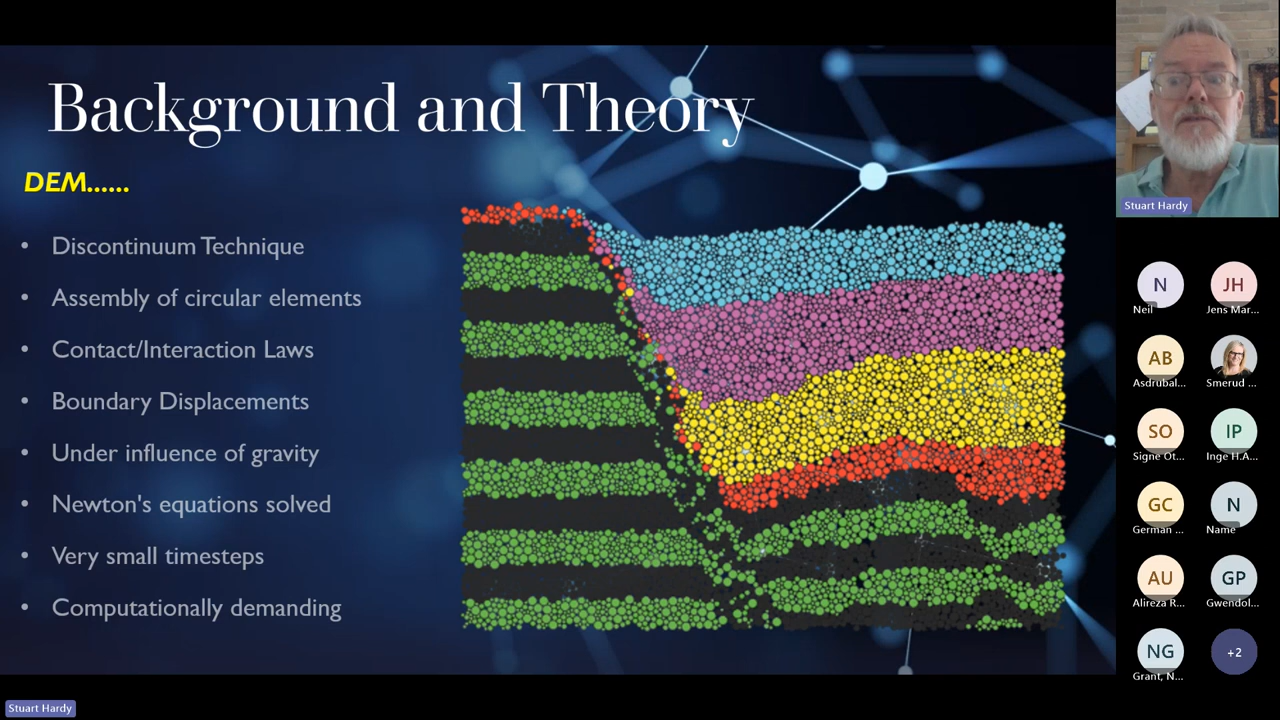 Background and Theory
DEM......
• Discontinuum Technique
• Assembly of circular elements
• Contact/Interaction Laws
• Boundary Displacements
• Under influence of gravity
• Newton's equations solved
• Very small timesteps
• Computationally demanding
Stuart Hardy
N
Neil
JH
Jens Mar...
AB
Asdrubal...
Smerud ...
SO
Signe Ot...
IP
Inge H.A...
GC
German ...
N
Name
AU
Alireza R...
GP
Gwendol...
NG
Grant, N...
+2
Stuart Hardy